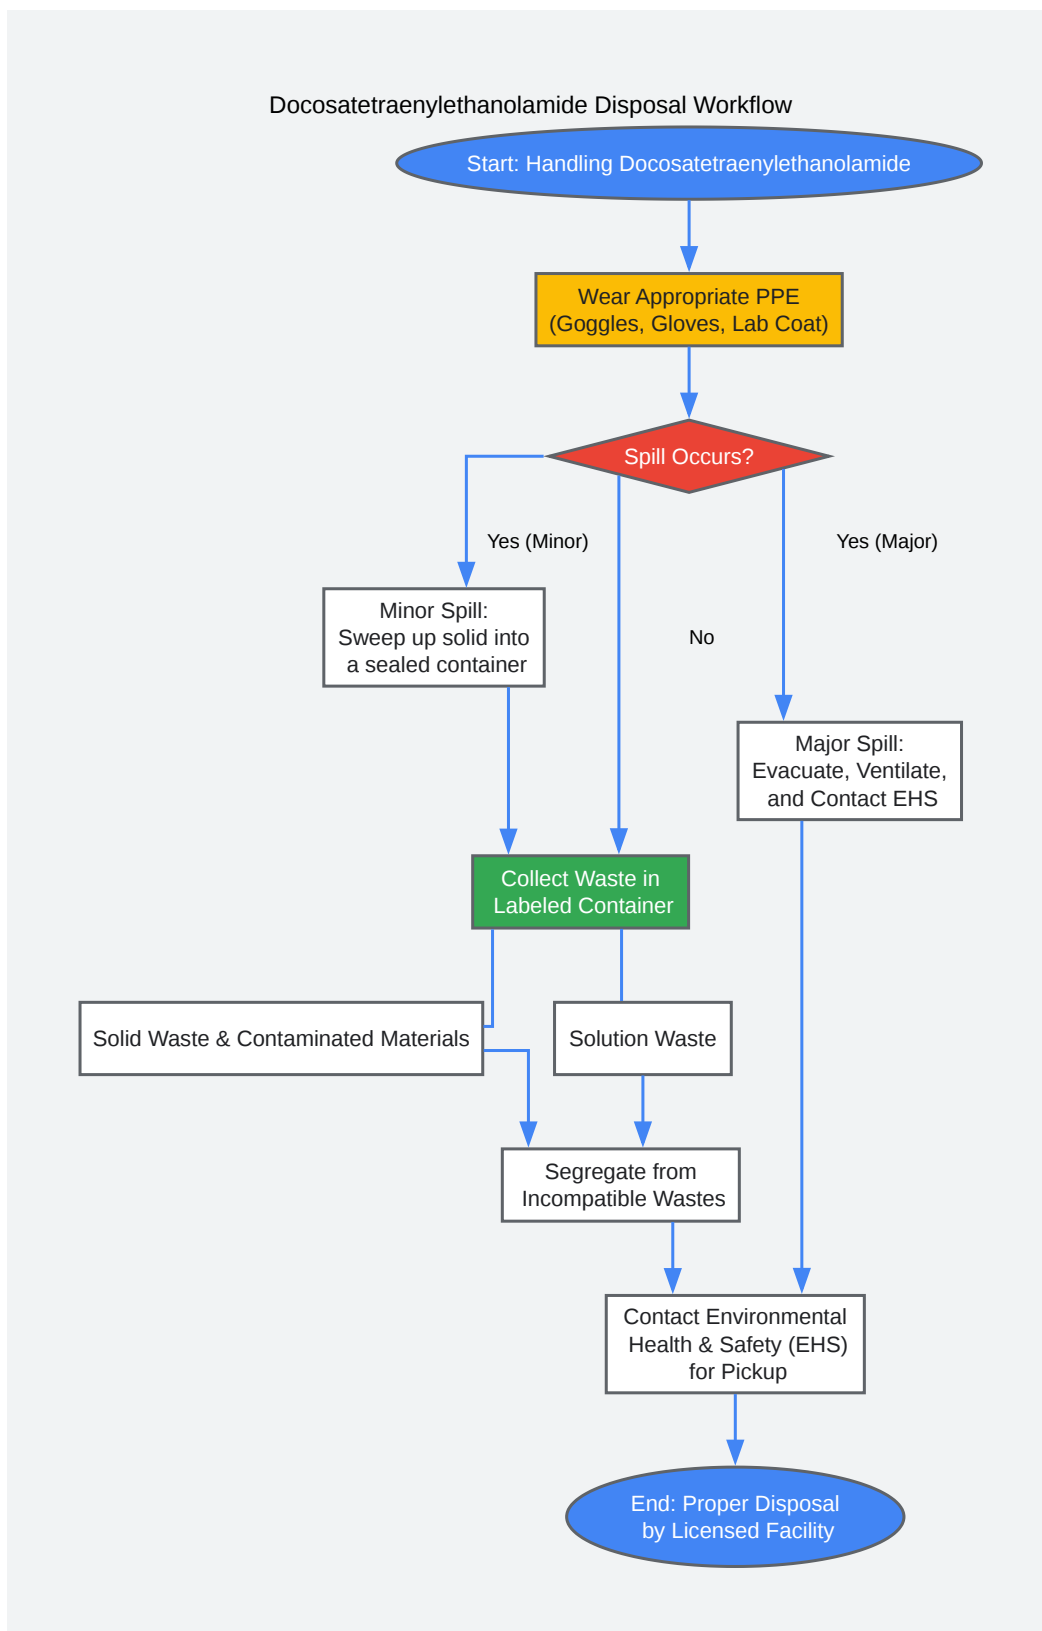 Docosatetraenylethanolamide Disposal Workflow
Start: Handling Docosatetraenylethanolamide
Wear Appropriate PPE
(Goggles, Gloves, Lab Coat)
Spill Occurs?
Yes (Minor)
Yes (Major)
Minor Spill:
Sweep up solid into
a sealed container
No
Major Spill:
Evacuate, Ventilate,
and Contact EHS
Collect Waste in
Labeled Container
Solid Waste & Contaminated Materials
Solution Waste
Segregate from
Incompatible Wastes
Contact Environmental
Health & Safety (EHS)
for Pickup
End: Proper Disposal
by Licensed Facility